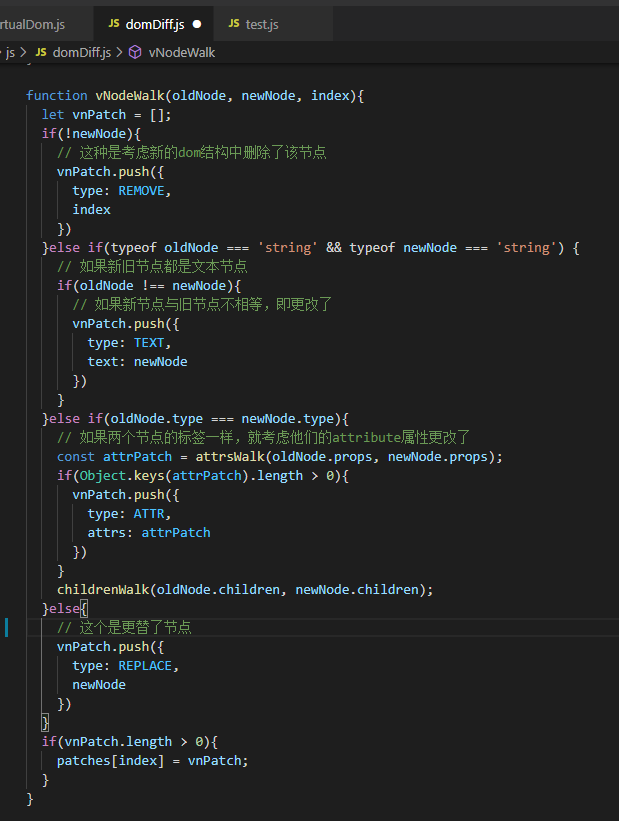 rtualDom.js JS domDiff.js ● JS test.js
js > JS domDiff.js > vNodeWalk
function vNodeWalk(oldNode, newNode, index){
let vnPatch = [];
if(!newNode){
// 这种是考虑新的dom结构中删除了该节点
vnPatch.push({
type: REMOVE,
index
})
}else if(typeof oldNode === 'string' && typeof newNode === 'string') {
// 如果新旧节点都是文本节点
if(oldNode !== newNode){
// 如果新节点与旧节点不相等，即更改了
vnPatch.push({
type: TEXT,
text: newNode
})
}
}else if(oldNode.type === newNode.type){
// 如果两个节点的标签一样，就考虑他们的attribute属性更改了
const attrPatch = attrsWalk(oldNode.props, newNode.props);
if(Object.keys(attrPatch).length > 0){
vnPatch.push({
type: ATTR,
attrs: attrPatch
})
}
childrenWalk(oldNode.children, newNode.children);
}else{
// 这个是更替了节点
vnPatch.push({
type: REPLACE,
newNode
})
}
if(vnPatch.length > 0){
patches[index] = vnPatch;
}
}